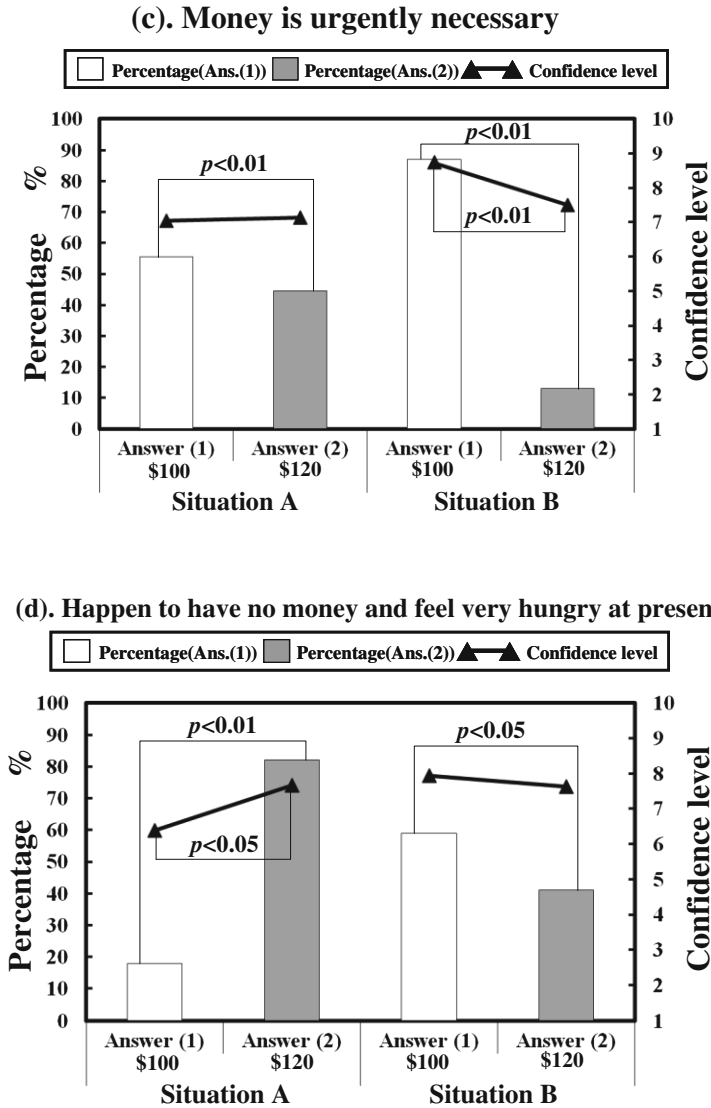 (c). Money is urgently necessary
Percentage(Ans.(1)) Percentage(Ans.(2)) Confidence level
100 10
90 9
80 8
70 7
60 6
50 5
40 4
30 3
20 2
10 1
0
Percentage %
Confidence level
p<0.01
p<0.01
p<0.01
Answer (1) Answer (2) Answer (1) Answer (2)
$100 $120 $100 $120
Situation A Situation B
(d). Happen to have no money and feel very hungry at presen
Percentage(Ans.(1)) Percentage(Ans.(2)) Confidence level
100 10
90 9
80 8
70 7
60 6
50 5
40 4
30 3
20 2
10 1
0
Percentage %
Confidence level
p<0.01
p<0.05
p<0.05
Answer (1) Answer (2) Answer (1) Answer (2)
$100 $120 $100 $120
Situation A Situation B